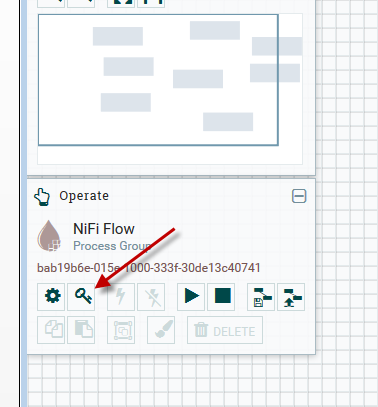 Operate
NiFi Flow
Process Group
bab19b6e-015e-1000-333f-30de13c40741
DELETE